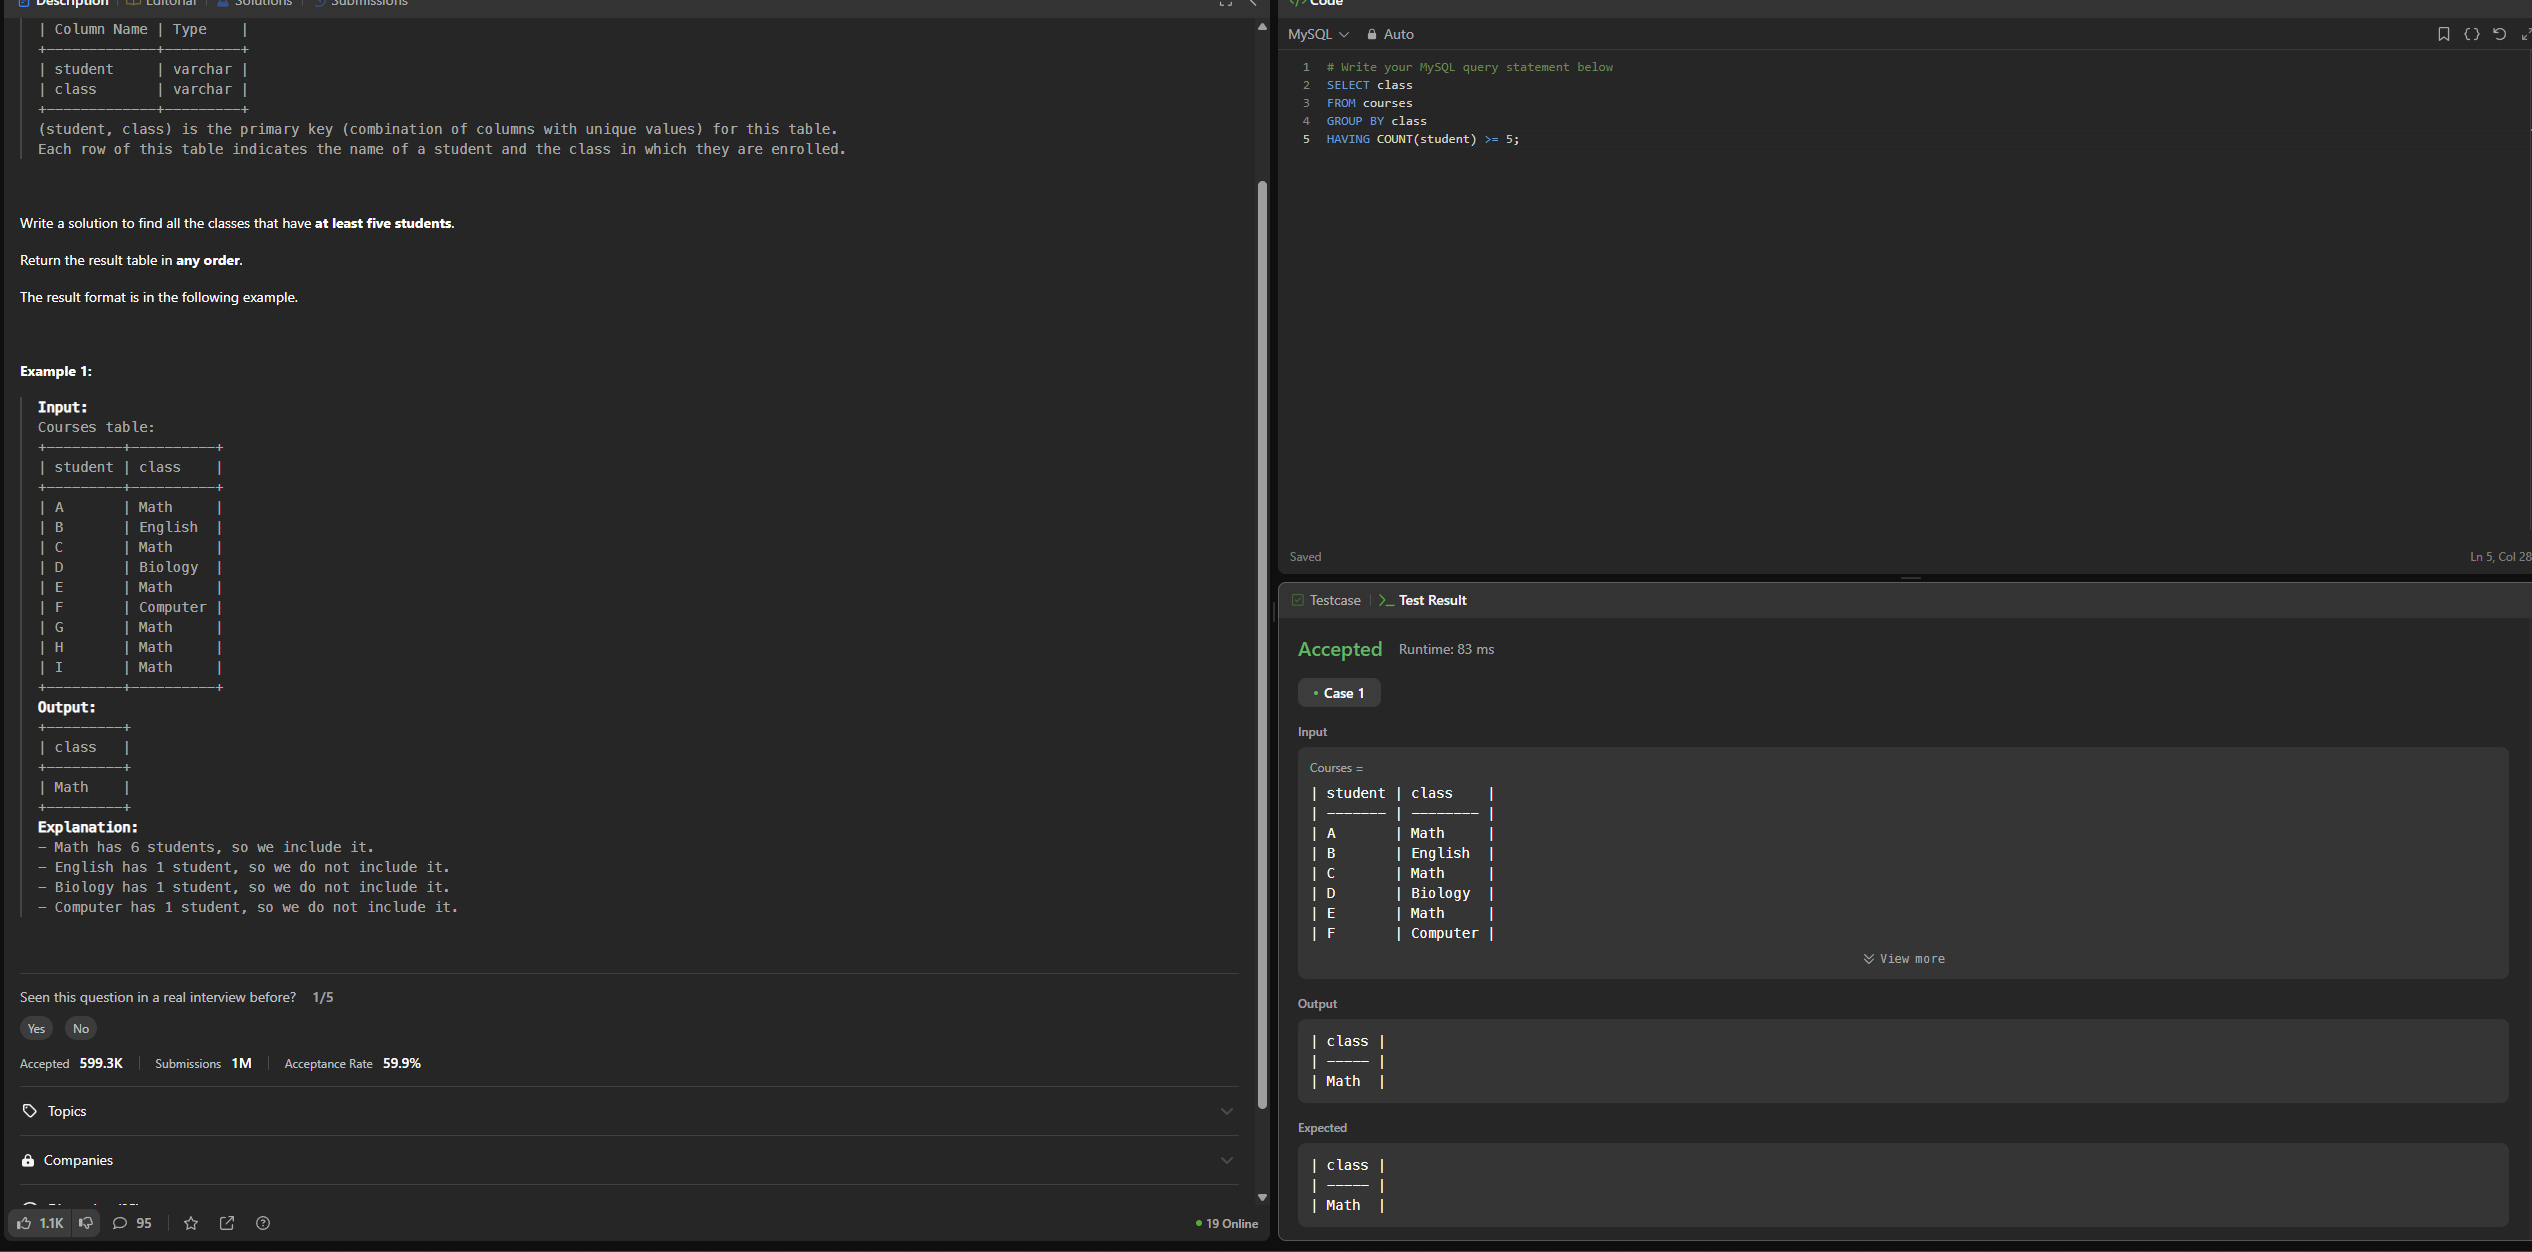 Description | Editorial | Solutions | Submissions
| Column Name | Type    |
+-------------+---------+
| student     | varchar |
| class       | varchar |
+-------------+---------+
(student, class) is the primary key (combination of columns with unique values) for this table.
Each row of this table indicates the name of a student and the class in which they are enrolled.
Write a solution to find all the classes that have at least five students.
Return the result table in any order.
The result format is in the following example.
Example 1:
Input:
Courses table:
+---------+----------+
| student | class    |
+---------+----------+
| A       | Math     |
| B       | English  |
| C       | Math     |
| D       | Biology  |
| E       | Math     |
| F       | Computer |
| G       | Math     |
| H       | Math     |
| I       | Math     |
+---------+----------+
Output:
+---------+
| class   |
+---------+
| Math    |
+---------+
Explanation:
- Math has 6 students, so we include it.
- English has 1 student, so we do not include it.
- Biology has 1 student, so we do not include it.
- Computer has 1 student, so we do not include it.
Seen this question in a real interview before? 1/5
Yes No
Accepted 599.3K | Submissions 1M | Acceptance Rate 59.9%
Topics
Companies
1.1K 95 19 Online
Code
MySQL Auto
1 # Write your MySQL query statement below
2 SELECT class
3 FROM courses
4 GROUP BY class
5 HAVING COUNT(student) >= 5;
Saved Ln 5, Col 28
Testcase | Test Result
Accepted Runtime: 83 ms
• Case 1
Input
Courses =
| student | class    |
| ------- | -------- |
| A       | Math     |
| B       | English  |
| C       | Math     |
| D       | Biology  |
| E       | Math     |
| F       | Computer |
View more
Output
| class |
| ----- |
| Math  |
Expected
| class |
| ----- |
| Math  |